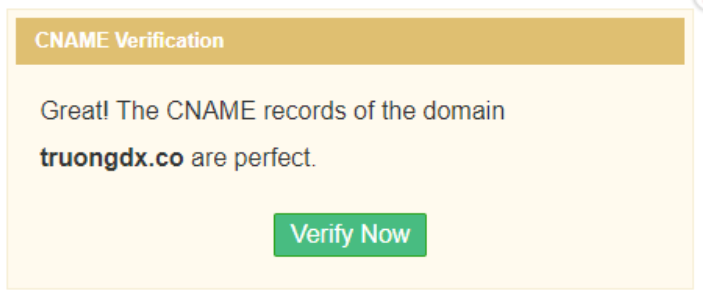 CNAME Verification
Great! The CNAME records of the domain
truongdx.co are perfect.
Verify Now